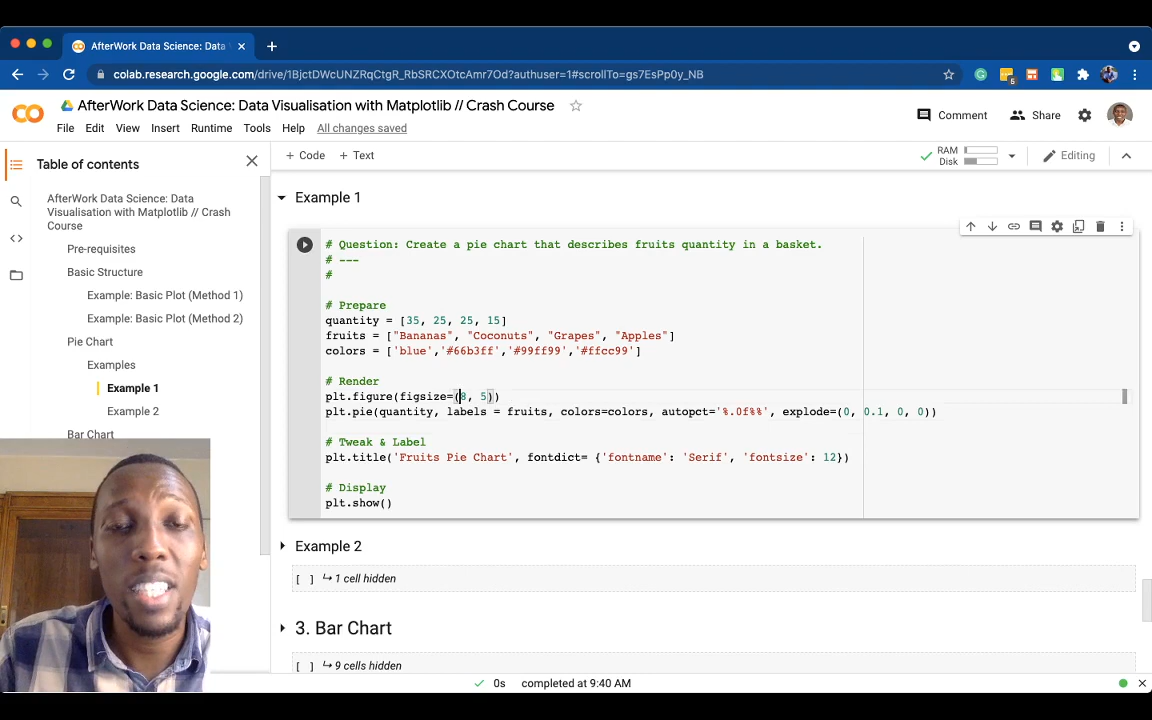 AfterWork Data Science: Data
colab.research.google.com/drive/1BjctDWcUNZRqCtgR_RbSRCXOtcAmr7Od?authuser=1#scrollTo=gs7EsPp0y_NB
6
AfterWork Data Science: Data Visualisation with Matplotlib // Crash Course
Comment
Share
File Edit View Insert Runtime Tools Help All changes saved
+ Code + Text
RAM
Disk
Editing
Table of contents
AfterWork Data Science: Data
Visualisation with Matplotlib // Crash
Course
Pre-requisites
Basic Structure
Example: Basic Plot (Method 1)
Example: Basic Plot (Method 2)
Pie Chart
Examples
Example 1
Example 2
Bar Chart
Example 1
# Question: Create a pie chart that describes fruits quantity in a basket.
# ---
#
# Prepare
quantity = [35, 25, 25, 15]
fruits = ["Bananas", "Coconuts", "Grapes", "Apples"]
colors = ['blue','#66b3ff','#99ff99','#ffcc99']
# Render
plt.figure(figsize=(8, 5))
plt.pie(quantity, labels = fruits, colors=colors, autopct='%.0f%%', explode=(0, 0.1, 0, 0))
# Tweak & Label
plt.title('Fruits Pie Chart', fontdict= {'fontname': 'Serif', 'fontsize': 12})
# Display
plt.show()
Example 2
[ ] ↳ 1 cell hidden
3. Bar Chart
[ ] ↳ 9 cells hidden
0s completed at 9:40 AM